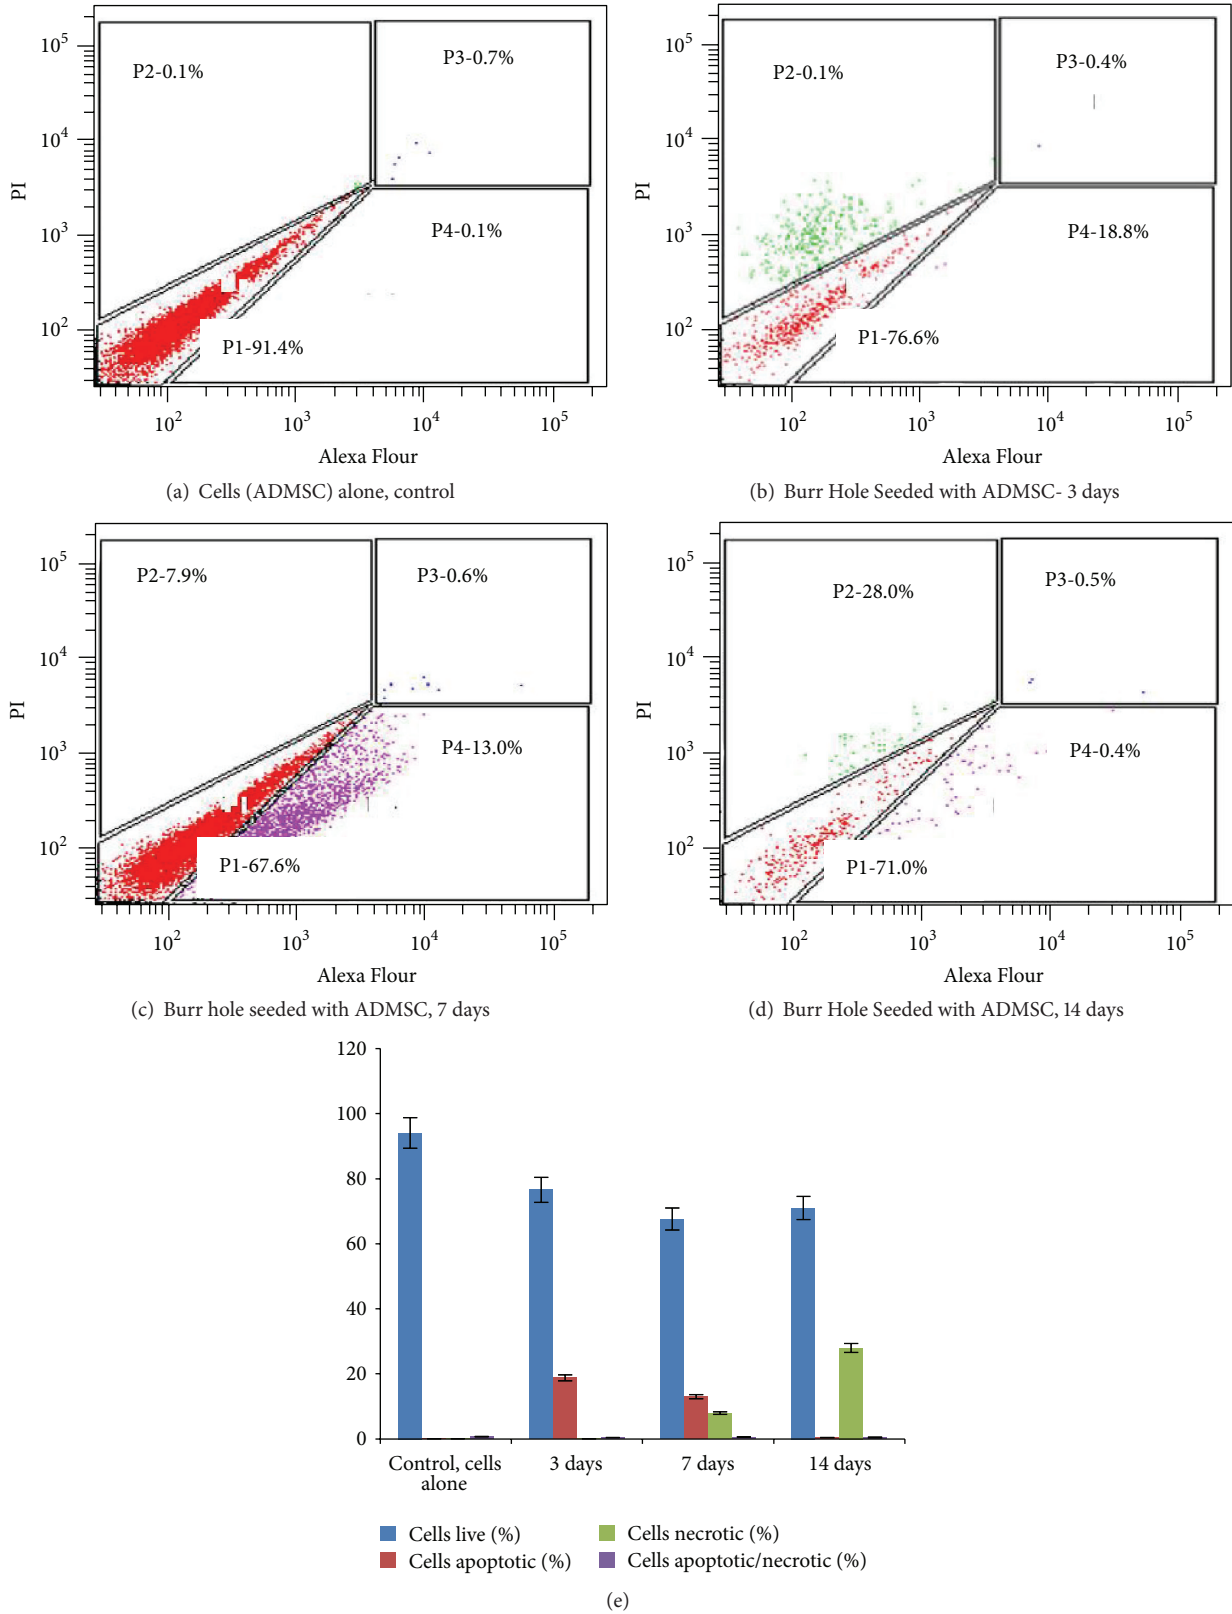 10^5
10^4
10^3
10^2
PI
P2-0.1%
P3-0.7%
P4-0.1%
P1-91.4%
10^2 10^3 10^4 10^5
Alexa Flour
(a) Cells (ADMSC) alone, control
10^5
10^4
10^3
10^2
PI
P2-0.1%
P3-0.4%
P4-18.8%
P1-76.6%
10^2 10^3 10^4 10^5
Alexa Flour
(b) Burr Hole Seeded with ADMSC- 3 days
10^5
10^4
10^3
10^2
PI
P2-7.9%
P3-0.6%
P4-13.0%
P1-67.6%
10^2 10^3 10^4 10^5
Alexa Flour
(c) Burr hole seeded with ADMSC, 7 days
10^5
10^4
10^3
10^2
PI
P2-28.0%
P3-0.5%
P4-0.4%
P1-71.0%
10^2 10^3 10^4 10^5
Alexa Flour
(d) Burr Hole Seeded with ADMSC, 14 days
120
100
80
60
40
20
0
Control, cells
alone
3 days
7 days
14 days
Cells live (%)
Cells apoptotic (%)
Cells necrotic (%)
Cells apoptotic/necrotic (%)
(e)